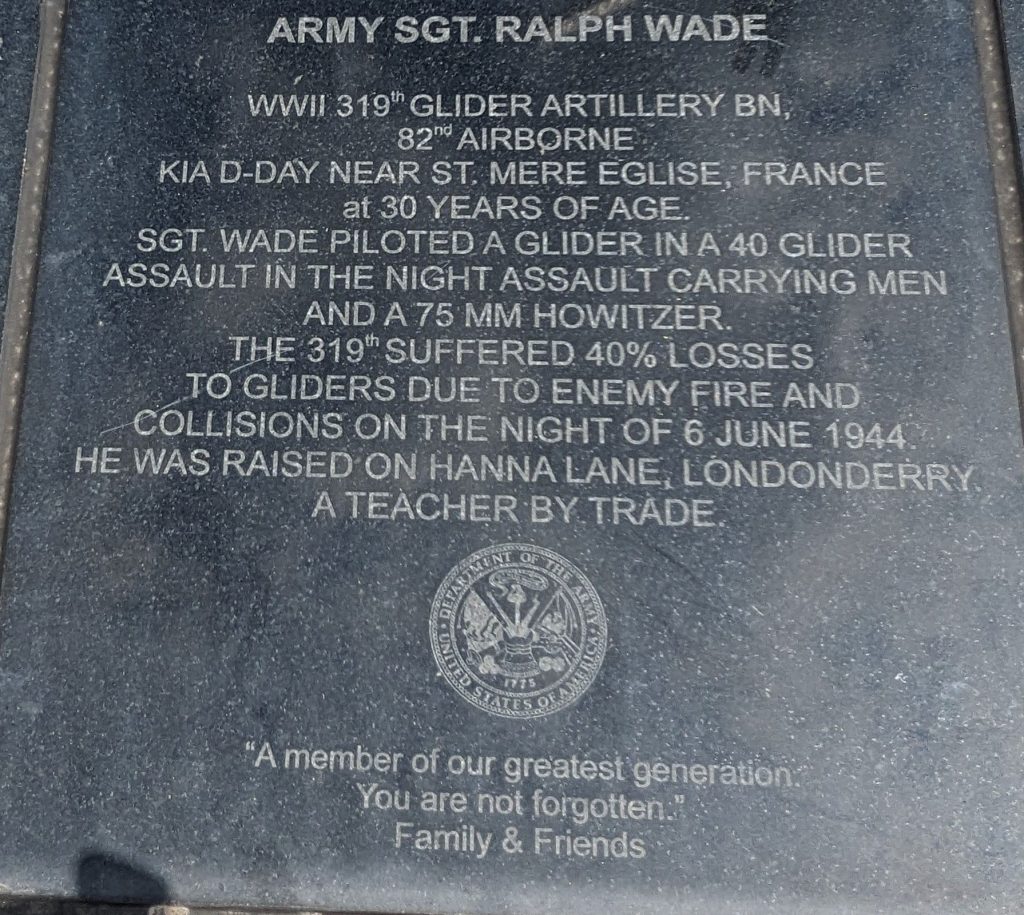 ARMY SGT. RALPH WADE
WWII 319th GLIDER ARTILLERY BN,
82nd AIRBORNE
KIA D-DAY NEAR ST. MERE EGLISE, FRANCE
at 30 YEARS OF AGE.
SGT. WADE PILOTED A GLIDER IN A 40 GLIDER
ASSAULT IN THE NIGHT ASSAULT CARRYING MEN
AND A 75 MM HOWITZER.
THE 319th SUFFERED 40% LOSSES
TO GLIDERS DUE TO ENEMY FIRE AND
COLLISIONS ON THE NIGHT OF 6 JUNE 1944.
HE WAS RAISED ON HANNA LANE, LONDONDERRY.
A TEACHER BY TRADE.
DEPARTMENT OF THE ARMY
UNITED STATES OF AMERICA
1775
“A member of our greatest generation.
You are not forgotten.”
Family & Friends